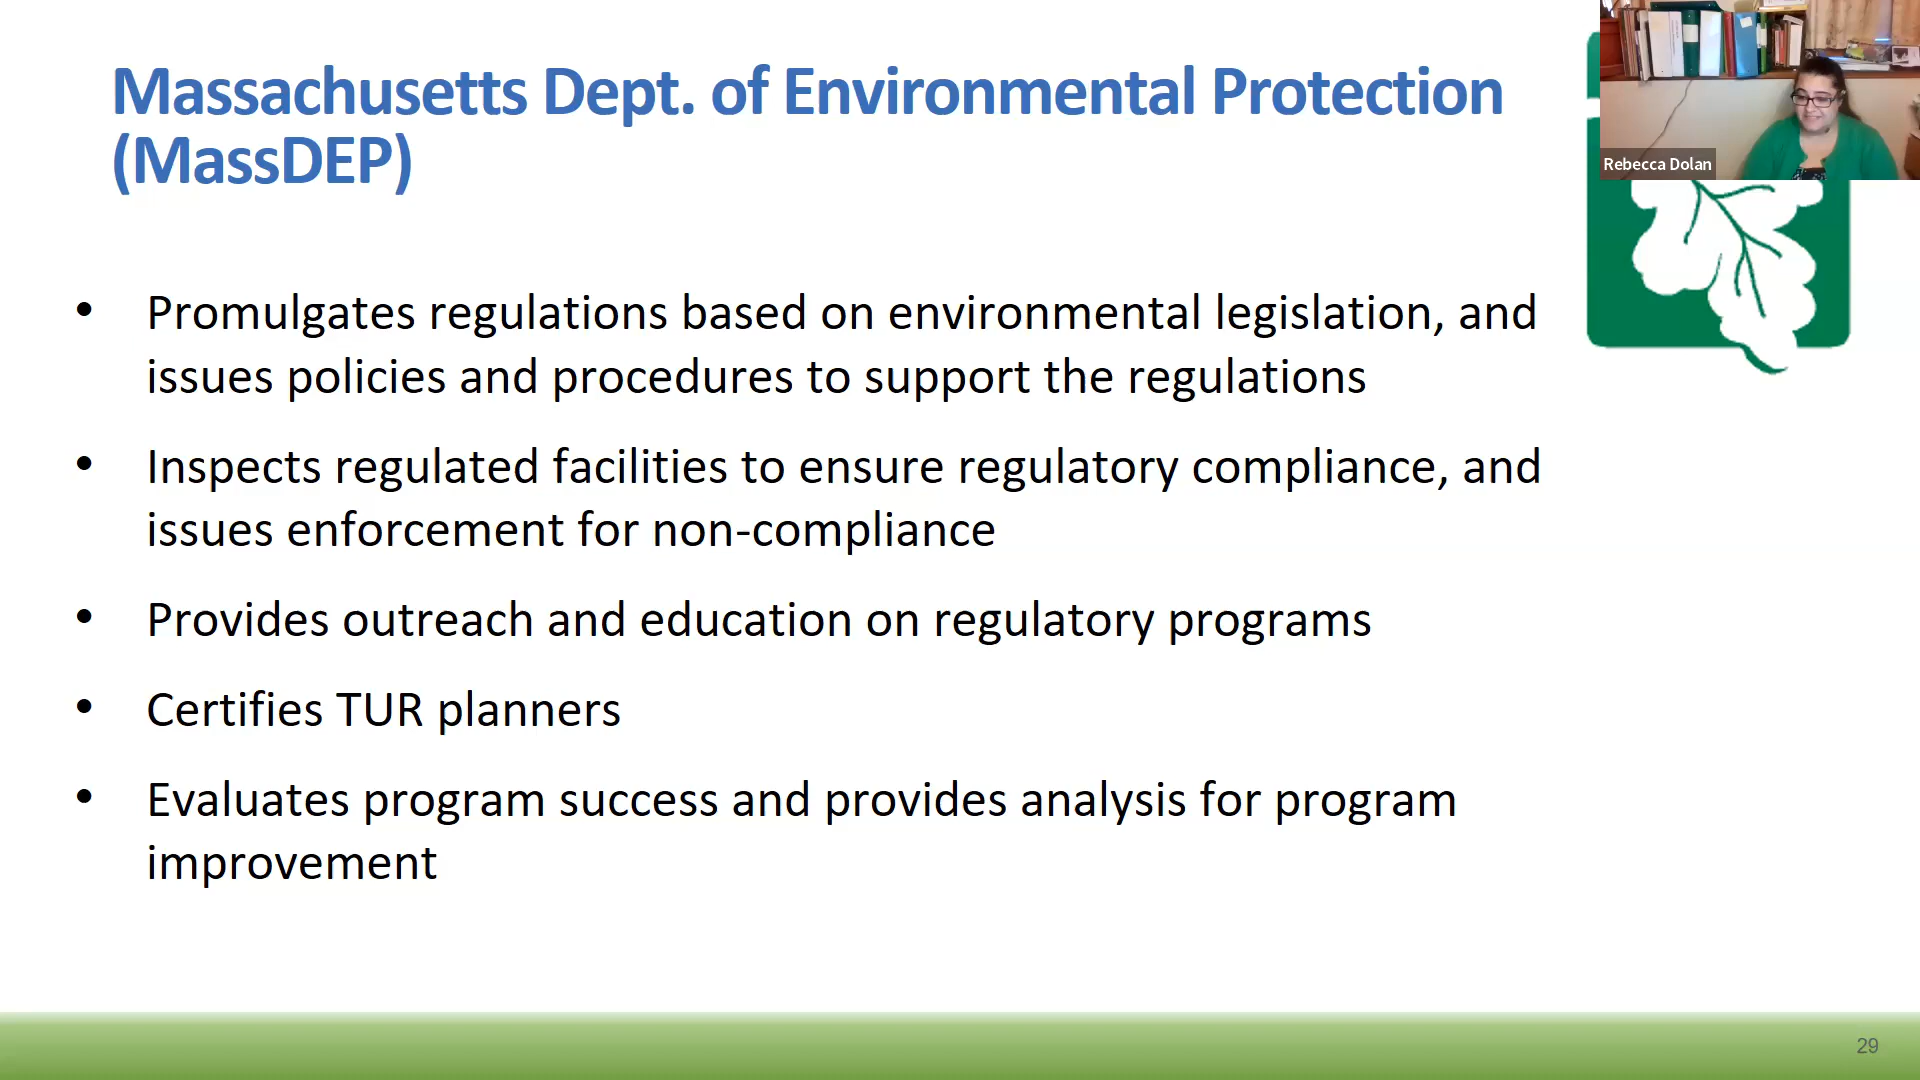 Massachusetts Dept. of Environmental Protection
(MassDEP)
Rebecca Dolan
• Promulgates regulations based on environmental legislation, and
issues policies and procedures to support the regulations
• Inspects regulated facilities to ensure regulatory compliance, and
issues enforcement for non-compliance
• Provides outreach and education on regulatory programs
• Certifies TUR planners
• Evaluates program success and provides analysis for program
improvement
29